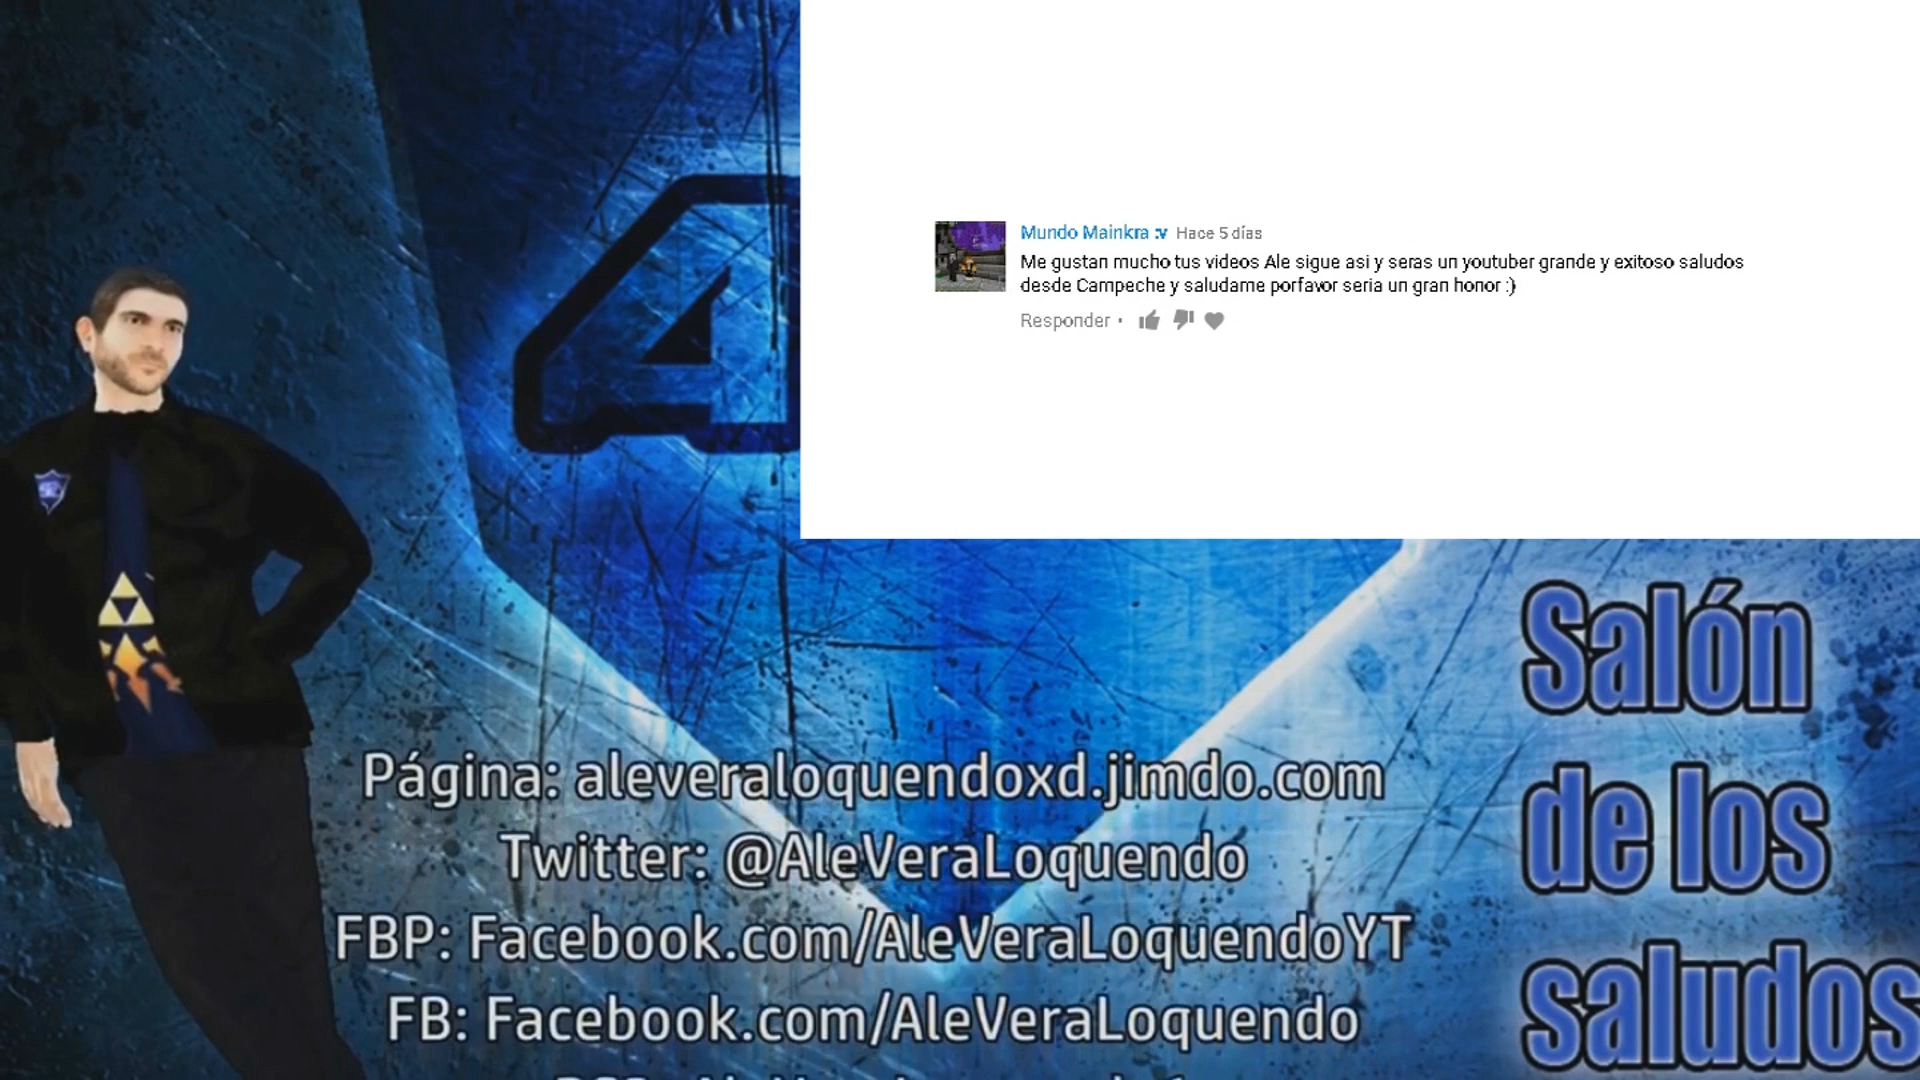 Mundo Mainkra :v Hace 5 días
Me gustan mucho tus videos Ale sigue asi y seras un youtuber grande y exitoso saludos
desde Campeche y saludame porfavor seria un gran honor :)
Responder •
Salón
de los
saludos
Página: aleveraloquendoxd.jimdo.com
Twitter: @AleVeraLoquendo
FBP: Facebook.com/AleVeraLoquendoYT
FB: Facebook.com/AleVeraLoquendo